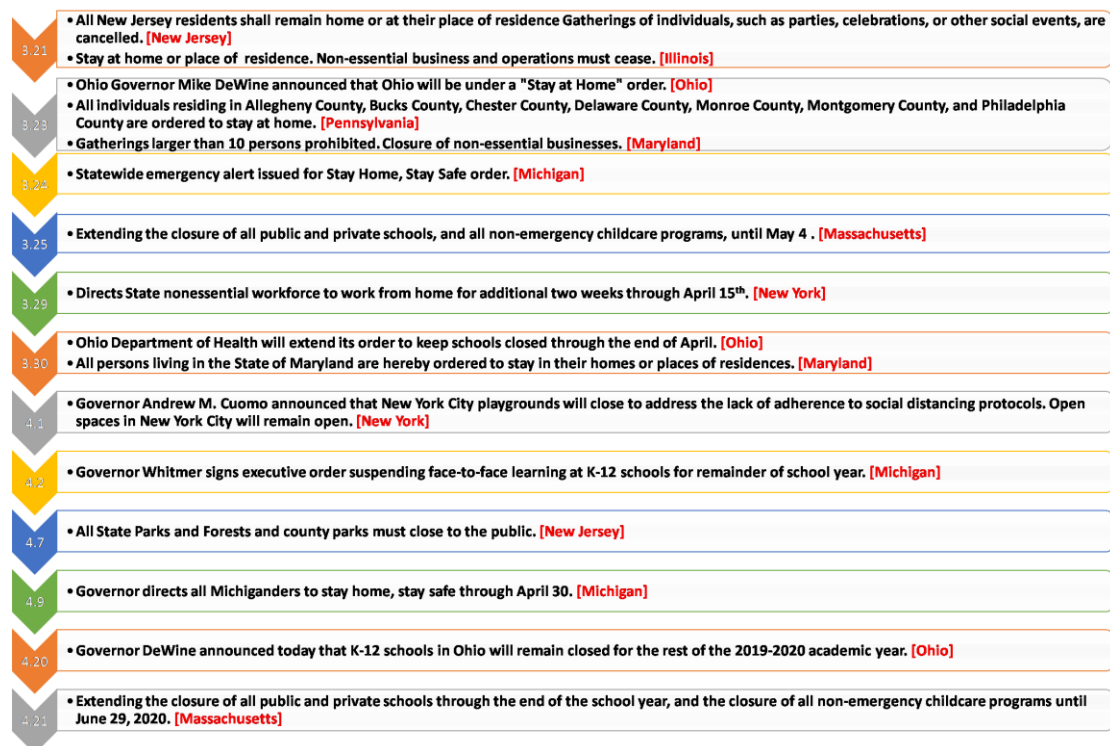 3.21
• All New Jersey residents shall remain home or at their place of residence Gatherings of individuals, such as parties, celebrations, or other social events, are
cancelled. [New Jersey]
• Stay at home or place of residence. Non-essential business and operations must cease. [Illinois]
3.23
• Ohio Governor Mike DeWine announced that Ohio will be under a "Stay at Home" order. [Ohio]
• All individuals residing in Allegheny County, Bucks County, Chester County, Delaware County, Monroe County, Montgomery County, and Philadelphia
County are ordered to stay at home. [Pennsylvania]
• Gatherings larger than 10 persons prohibited. Closure of non-essential businesses. [Maryland]
3.24
• Statewide emergency alert issued for Stay Home, Stay Safe order. [Michigan]
3.25
• Extending the closure of all public and private schools, and all non-emergency childcare programs, until May 4 . [Massachusetts]
3.29
• Directs State nonessential workforce to work from home for additional two weeks through April 15th. [New York]
3.30
• Ohio Department of Health will extend its order to keep schools closed through the end of April. [Ohio]
• All persons living in the State of Maryland are hereby ordered to stay in their homes or places of residences. [Maryland]
4.1
• Governor Andrew M. Cuomo announced that New York City playgrounds will close to address the lack of adherence to social distancing protocols. Open
spaces in New York City will remain open. [New York]
4.2
• Governor Whitmer signs executive order suspending face-to-face learning at K-12 schools for remainder of school year. [Michigan]
4.7
• All State Parks and Forests and county parks must close to the public. [New Jersey]
4.9
• Governor directs all Michiganders to stay home, stay safe through April 30. [Michigan]
4.20
• Governor DeWine announced today that K-12 schools in Ohio will remain closed for the rest of the 2019-2020 academic year. [Ohio]
4.21
• Extending the closure of all public and private schools through the end of the school year, and the closure of all non-emergency childcare programs until
June 29, 2020. [Massachusetts]